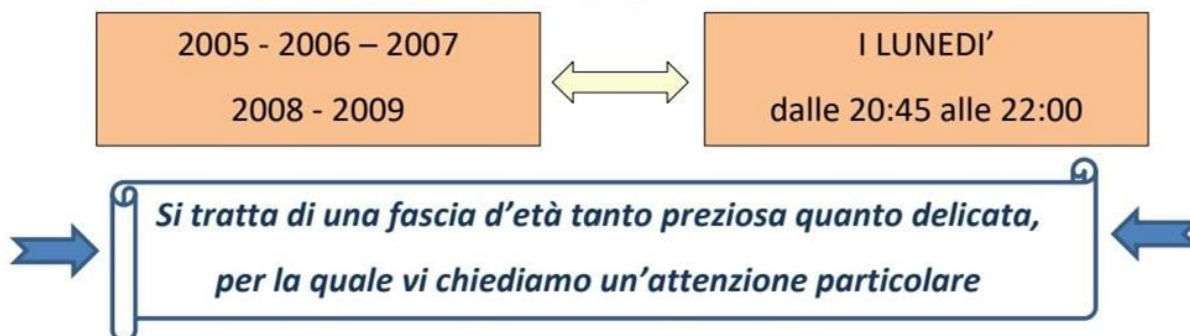 2005 - 2006 – 2007
2008 - 2009
I LUNEDI’
dalle 20:45 alle 22:00
Si tratta di una fascia d’età tanto preziosa quanto delicata,
per la quale vi chiediamo un’attenzione particolare